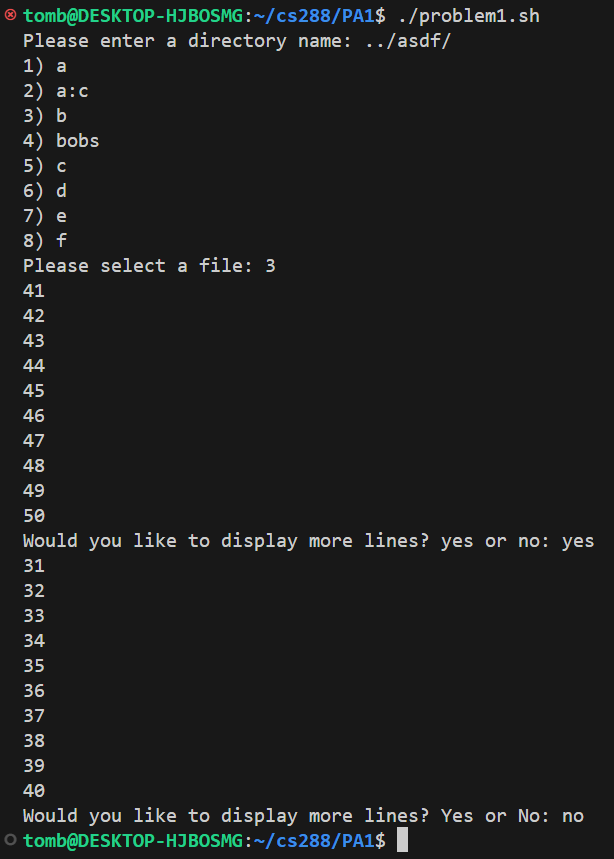 tomb@DESKTOP-HJBOSMG:~/cs288/PA1$ ./problem1.sh
Please enter a directory name: ../asdf/
1) a
2) a:c
3) b
4) bobs
5) c
6) d
7) e
8) f
Please select a file: 3
41
42
43
44
45
46
47
48
49
50
Would you like to display more lines? yes or no: yes
31
32
33
34
35
36
37
38
39
40
Would you like to display more lines? Yes or No: no
tomb@DESKTOP-HJBOSMG:~/cs288/PA1$